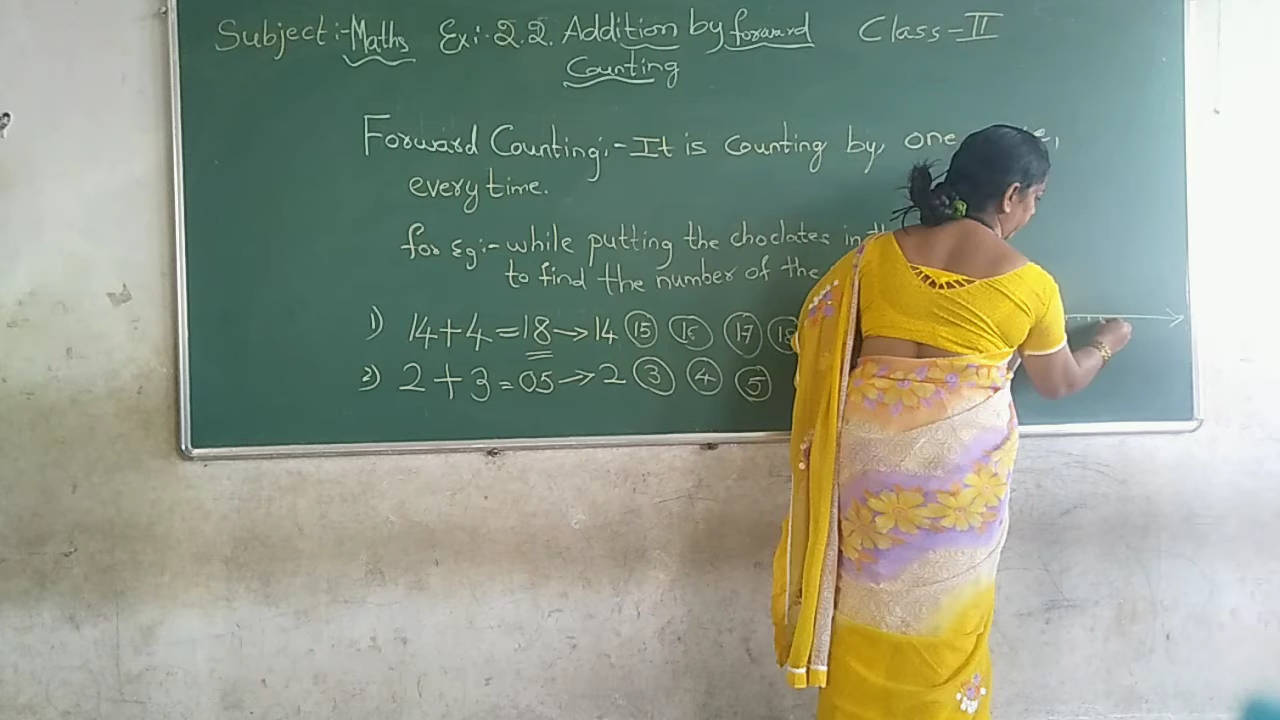 Subject:-Maths Ex:-2.2. Addition by forward Class-II
Counting
Forward Counting:-It is counting by, one
every time.
for Eg:-while putting the choclates in
to find the number of the
1) 14+4=18→14 15 16 17 18
2) 2+3=05→2 3 4 5